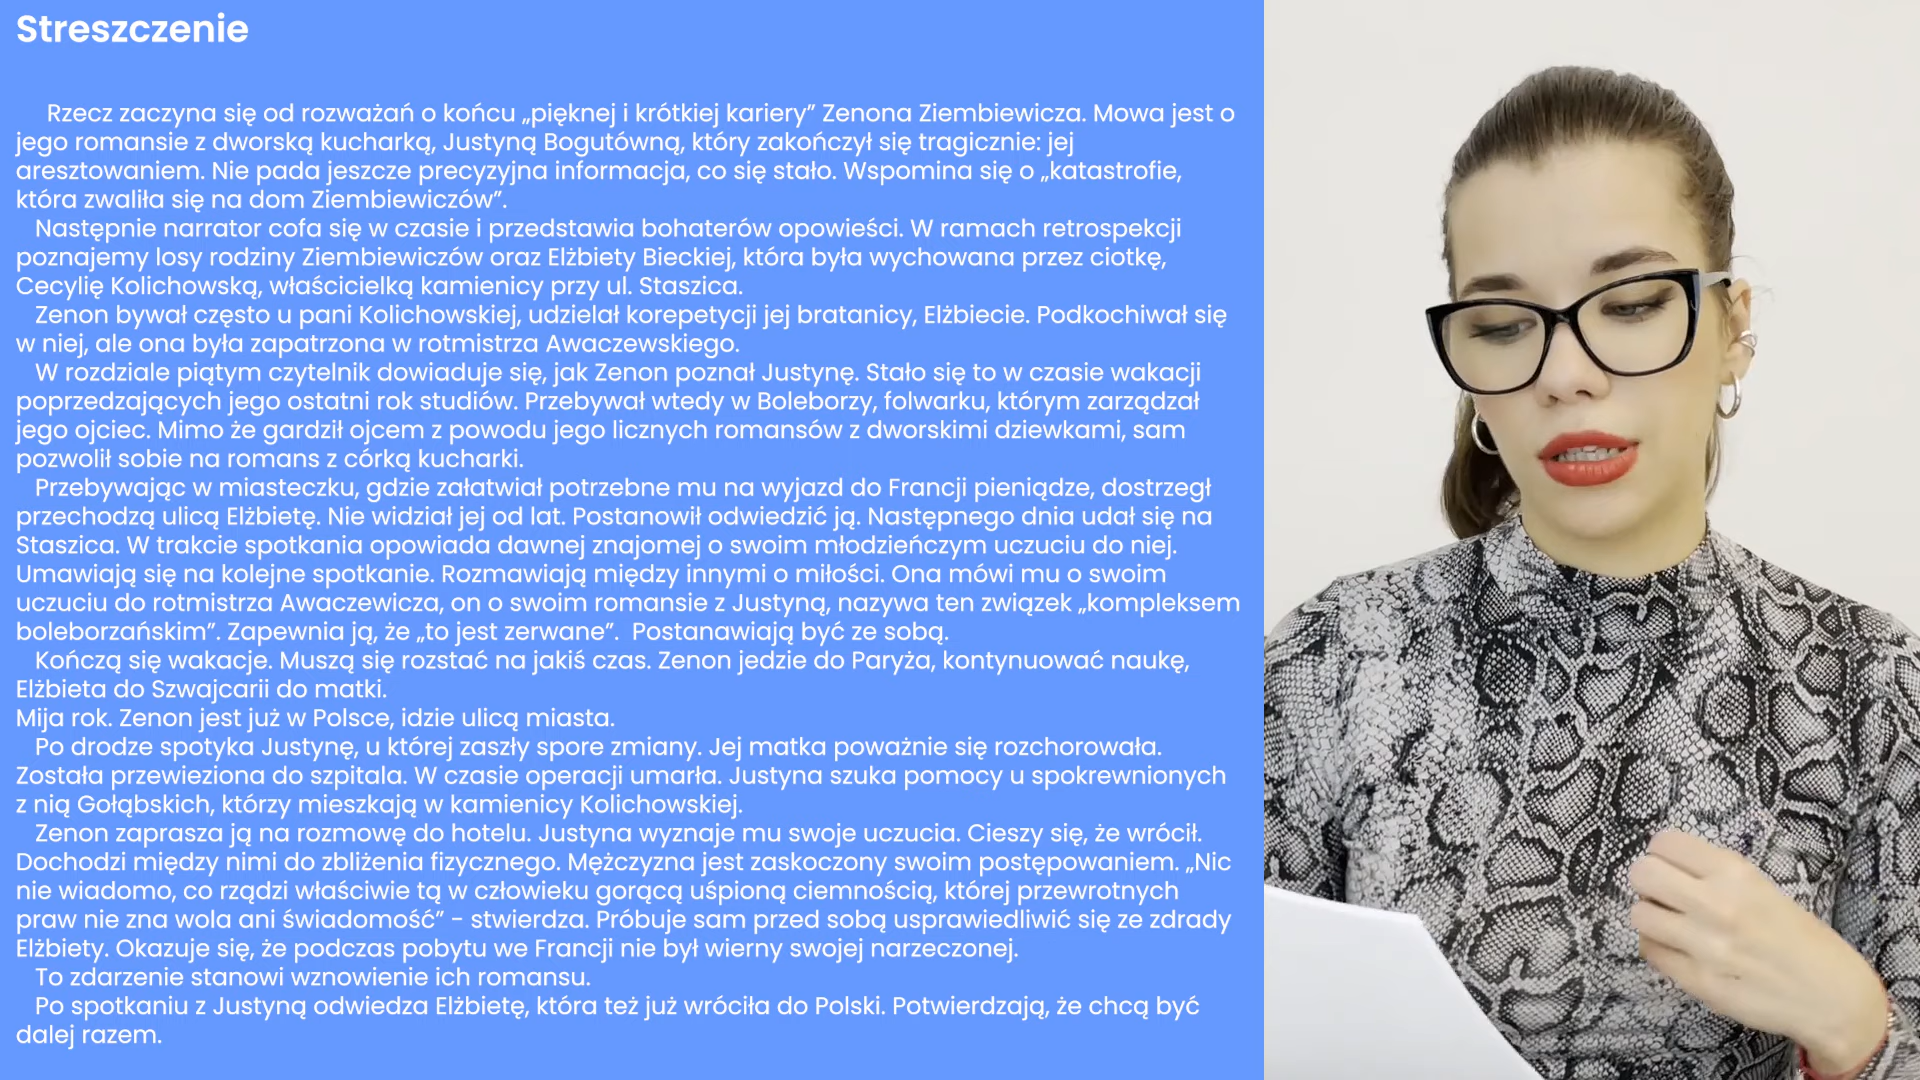 Streszczenie
Rzecz zaczyna się od rozważań o końcu „pięknej i krótkiej kariery” Zenona Ziembiewicza. Mowa jest o
jego romansie z dworską kucharką, Justyną Bogutówną, który zakończył się tragicznie: jej
aresztowaniem. Nie pada jeszcze precyzyjna informacja, co się stało. Wspomina się o „katastrofie,
która zwaliła się na dom Ziembiewiczów”.
Następnie narrator cofa się w czasie i przedstawia bohaterów opowieści. W ramach retrospekcji
poznajemy losy rodziny Ziembiewiczów oraz Elżbiety Bieckiej, która była wychowana przez ciotkę,
Cecylię Kolichowską, właścicielką kamienicy przy ul. Staszica.
Zenon bywał często u pani Kolichowskiej, udzielał korepetycji jej bratanicy, Elżbiecie. Podkochiwał się
w niej, ale ona była zapatrzona w rotmistrza Awaczewskiego.
W rozdziale piątym czytelnik dowiaduje się, jak Zenon poznał Justynę. Stało się to w czasie wakacji
poprzedzających jego ostatni rok studiów. Przebywał wtedy w Boleborzy, folwarku, którym zarządzał
jego ojciec. Mimo że gardził ojcem z powodu jego licznych romansów z dworskimi dziewkami, sam
pozwolił sobie na romans z córką kucharki.
Przebywając w miasteczku, gdzie załatwiał potrzebne mu na wyjazd do Francji pieniądze, dostrzegł
przechodzą ulicą Elżbietę. Nie widział jej od lat. Postanowił odwiedzić ją. Następnego dnia udał się na
Staszica. W trakcie spotkania opowiada dawnej znajomej o swoim młodzieńczym uczuciu do niej.
Umawiają się na kolejne spotkanie. Rozmawiają między innymi o miłości. Ona mówi mu o swoim
uczuciu do rotmistrza Awaczewicza, on o swoim romansie z Justyną, nazywa ten związek „kompleksem
boleborzańskim”. Zapewnia ją, że „to jest zerwane”. Postanawiają być ze sobą.
Kończą się wakacje. Muszą się rozstać na jakiś czas. Zenon jedzie do Paryża, kontynuować naukę,
Elżbieta do Szwajcarii do matki.
Mija rok. Zenon jest już w Polsce, idzie ulicą miasta.
Po drodze spotyka Justynę, u której zaszły spore zmiany. Jej matka poważnie się rozchorowała.
Została przewieziona do szpitala. W czasie operacji umarła. Justyna szuka pomocy u spokrewnionych
z nią Gołąbskich, którzy mieszkają w kamienicy Kolichowskiej.
Zenon zaprasza ją na rozmowę do hotelu. Justyna wyznaje mu swoje uczucia. Cieszy się, że wrócił.
Dochodzi między nimi do zbliżenia fizycznego. Mężczyzna jest zaskoczony swoim postępowaniem. „Nic
nie wiadomo, co rządzi właściwie tą w człowieku gorącą uśpioną ciemnością, której przewrotnych
praw nie zna wola ani świadomość” - stwierdza. Próbuje sam przed sobą usprawiedliwić się ze zdrady
Elżbiety. Okazuje się, że podczas pobytu we Francji nie był wierny swojej narzeczonej.
To zdarzenie stanowi wznowienie ich romansu.
Po spotkaniu z Justyną odwiedza Elżbietę, która też już wróciła do Polski. Potwierdzają, że chcą być
dalej razem.